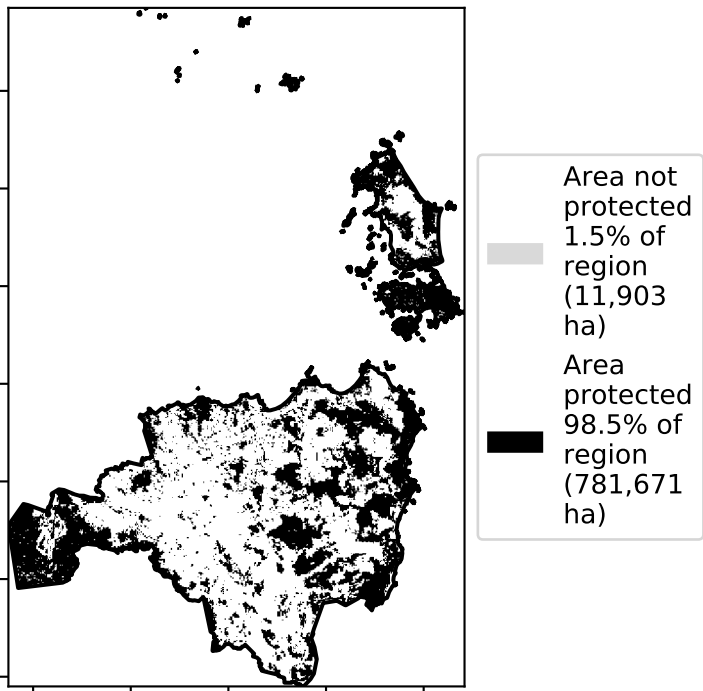 Area not
protected
1.5% of
region
(11,903
ha)
Area
protected
98.5% of
region
(781,671
ha)